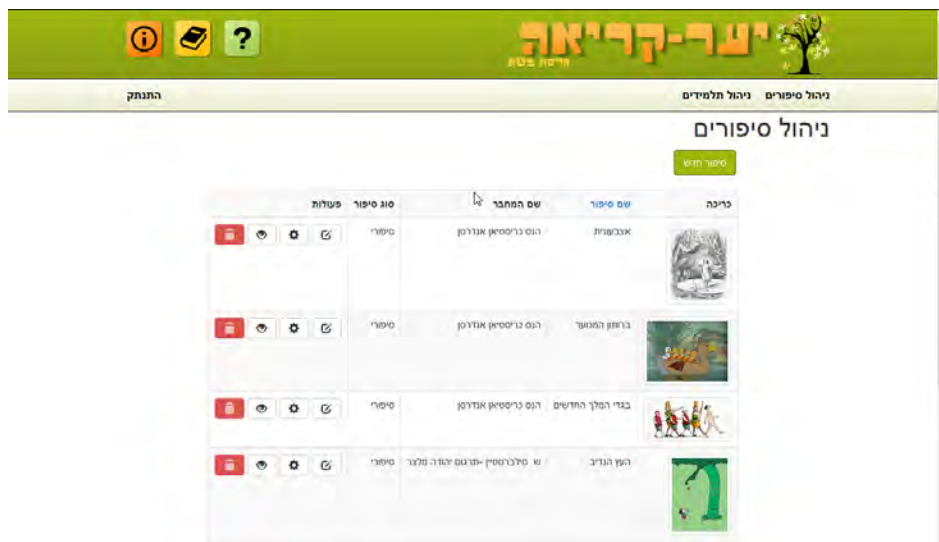 יער-קריאה
גרסת בטא
?
ניהול סיפורים ניהול תלמידים התנתק
ניהול סיפורים
סיפור חדש
כריכה שם סיפור שם המחבר סוג סיפור פעולות
אצבעונית הנס כריסטיאן אנדרסן סיפורי
ברווזון המכוער הנס כריסטיאן אנדרסן סיפורי
בגדי המלך החדשים הנס כריסטיאן אנדרסן סיפורי
העץ הנדיב ש סילברסטיין -תרגום יהודה מלצר סיפורי